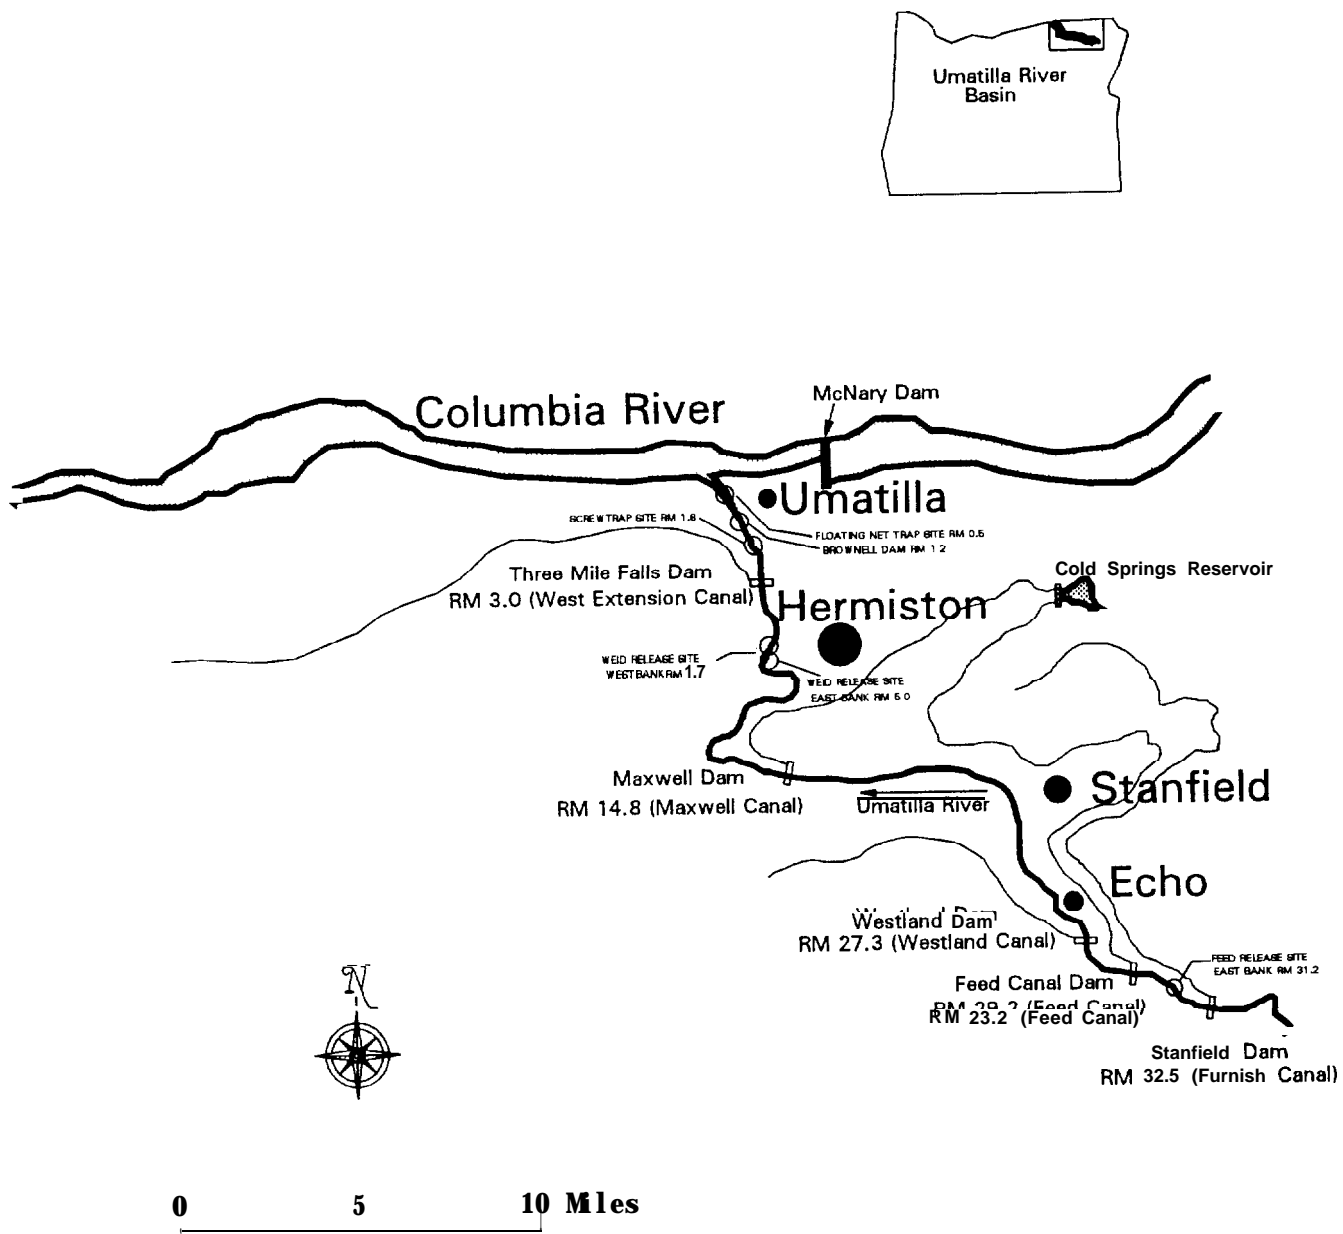 Umatilla River
Basin
McNary Dam
Columbia River
Umatilla
SCREW TRAP SITE RM 1.8
FLOATING NET TRAP SITE RM 0.5
BROWNELL DAM RM 1.2
Cold Springs Reservoir
Three Mile Falls Dam
RM 3.0 (West Extension Canal)
Hermiston
WEID RELEASE SITE
WEST BANK RM 1.7
WEID RELEASE SITE
EAST BANK RM 5.0
Maxwell Dam
RM 14.8 (Maxwell Canal)
Umatilla River
Stanfield
Echo
Westland Dam
RM 27.3 (Westland Canal)
FEED RELEASE SITE
EAST BANK RM 31.2
Feed Canal Dam
RM 23.2 (Feed Canal)
Stanfield Dam
RM 32.5 (Furnish Canal)
N
0 5 10 Miles